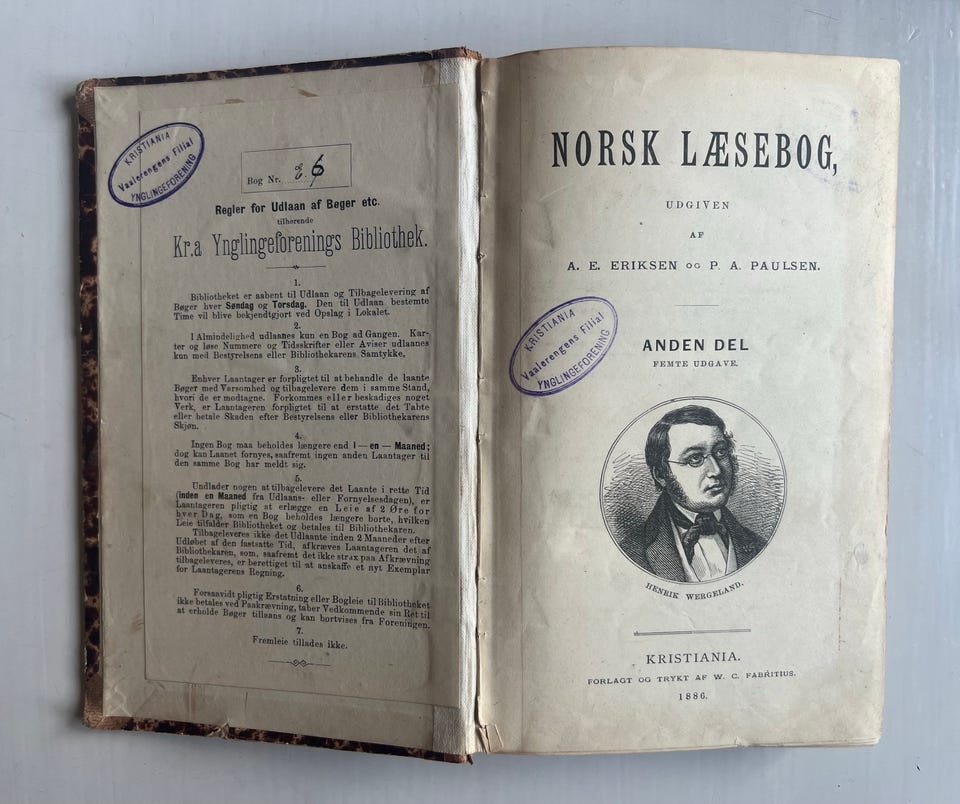 KRISTIANIA
Vaalerengens Filial
YNGLINGEFORENING
Bog Nr. 6
Regler for Udlaan af Bøger etc.
tilhørende
Kr.a Ynglingeforenings Bibliothek.
1.
Bibliotheket er aabent til Udlaan og Tilbagelevering af
Bøger hver Søndag og Torsdag. Den til Udlaan bestemte
Time vil blive bekjendtgjort ved Opslag i Lokalet.
2.
I Almindelighed udlaanes kun en Bog ad Gangen. Kar-
ter og løse Nummere og Tidsskrifter eller Aviser udlaanes
kun med Bestyrelsens eller Bibliothekarens Samtykke.
3.
Enhver Laantager er forpligtet til at behandle de laante
Bøger med Varsomhed og tilbagelevere dem i samme Stand,
hvori de er modtagne. Forkommes eller beskadiges noget
Verk, er Laantageren forpligtet til at erstatte det Tabte
eller betale Skaden efter Bestyrelsens eller Bibliothekarens
Skjøn.
4.
Ingen Bog maa beholdes længere end 1 — en — Maaned;
dog kan Laanet fornyes, saafremt ingen anden Laantager til
den samme Bog har meldt sig.
5.
Undlader nogen at tilbagelevere det Laante i rette Tid
(inden en Maaned fra Udlaans- eller Fornyelsesdagen), er
Laantageren pligtig at erlægge en Leie af 2 Øre for
hver Dag, som en Bog beholdes længere borte, hvilken
Leie tilfalder Bibliotheket og betales til Bibliothekaren.
Tilbageleveres ikke det Udlaante inden 2 Maaneder efter
Udløbet af den fastsatte Tid, afkræves Laantageren det af
Bibliothekaren, som, saafremt det ikke strax paa Afkrævning
tilbageleveres, er berettiget til at anskaffe et nyt Exemplar
for Laantagerens Regning.
6.
Forsaavidt pligtig Erstatning eller Bogleie til Bibliotheket
ikke betales ved Paakrævning, taber Vedkommende sin Ret til
at erholde Bøger tillaans og kan bortvises fra Foreningen.
7.
Fremleie tillades ikke.
NORSK LÆSEBOG,
UDGIVEN
AF
A. E. ERIKSEN OG P. A. PAULSEN.
KRISTIANIA
Vaalerengens Filial
YNGLINGEFORENING
ANDEN DEL
FEMTE UDGAVE.
HENRIK WERGELAND.
KRISTIANIA.
FORLAGT OG TRYKT AF W. C. FABRITIUS.
1886.